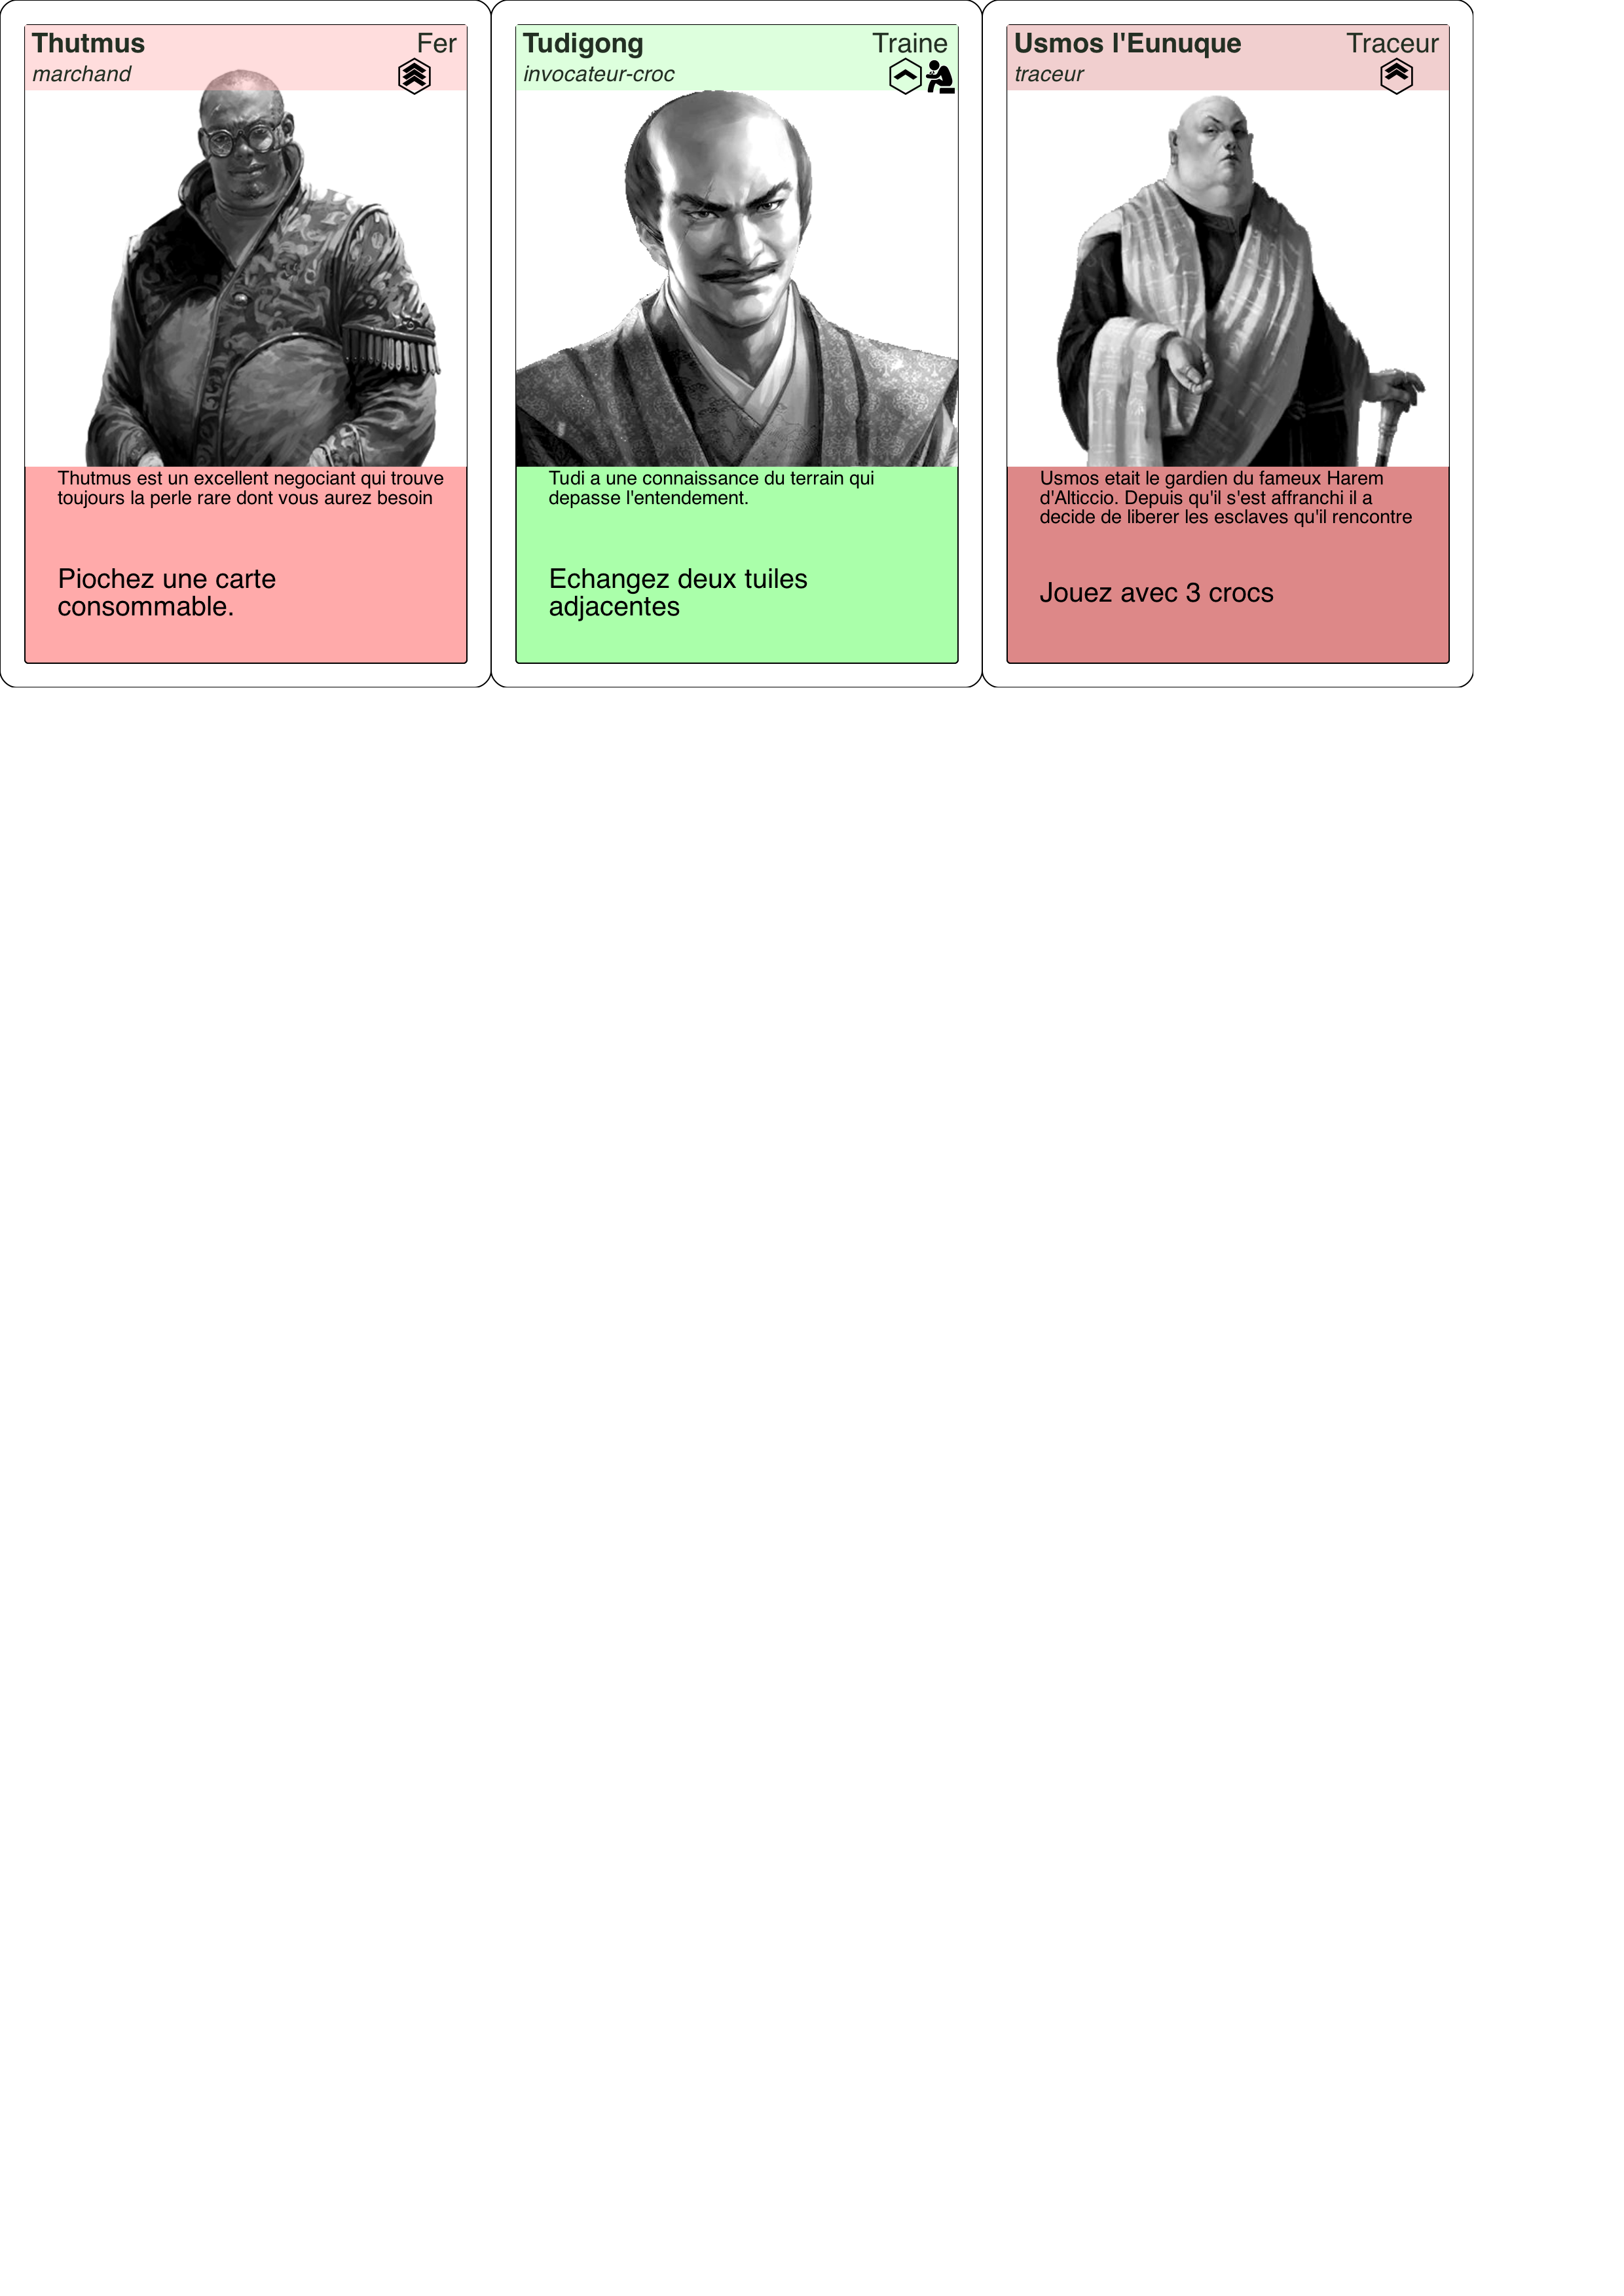 Thutmus
Fer
marchand
Thutmus est un excellent negociant qui trouve
toujours la perle rare dont vous aurez besoin
Piochez une carte
consommable.
Tudigong
Traine
invocateur-croc
Tudi a une connaissance du terrain qui
depasse l'entendement.
Echangez deux tuiles
adjacentes
Usmos l'Eunuque
Traceur
traceur
Usmos etait le gardien du fameux Harem
d'Alticcio. Depuis qu'il s'est affranchi il a
decide de liberer les esclaves qu'il rencontre
Jouez avec 3 crocs